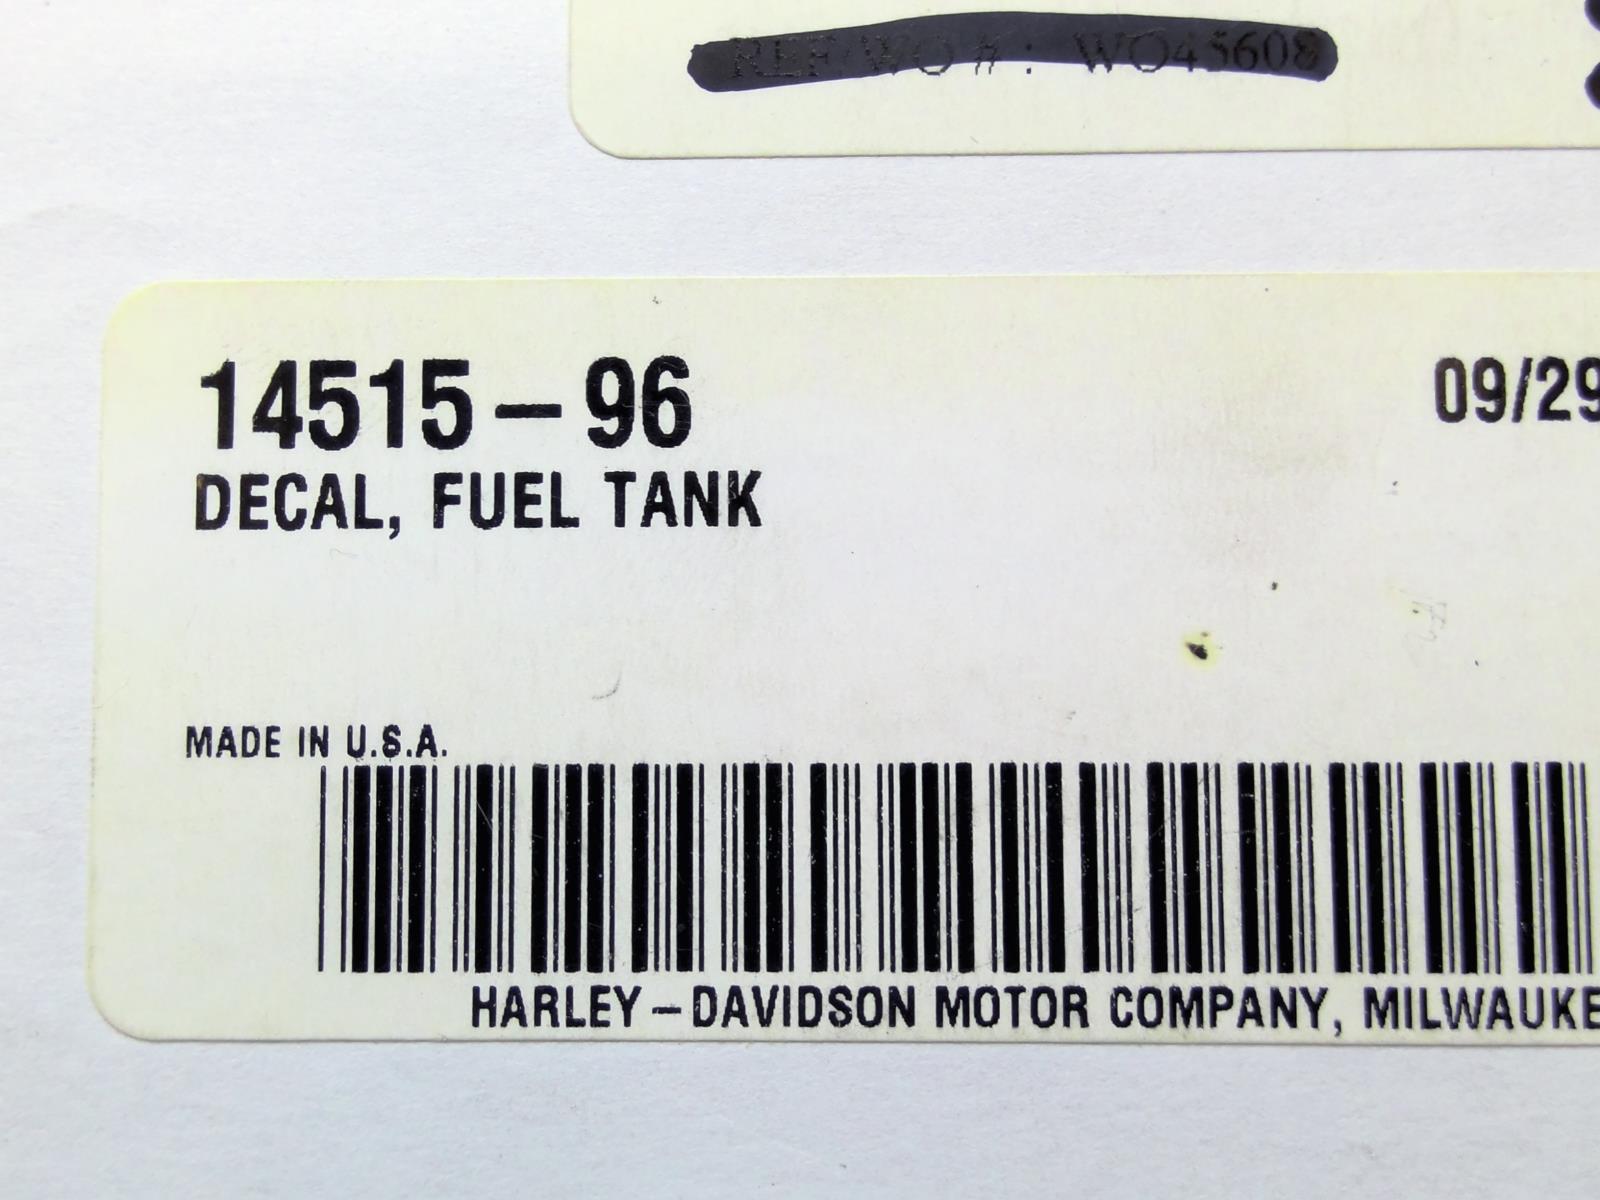 REF/WO # : WO45608
14515-96
09/29
DECAL, FUEL TANK
MADE IN U.S.A.
HARLEY-DAVIDSON MOTOR COMPANY, MILWAUKE